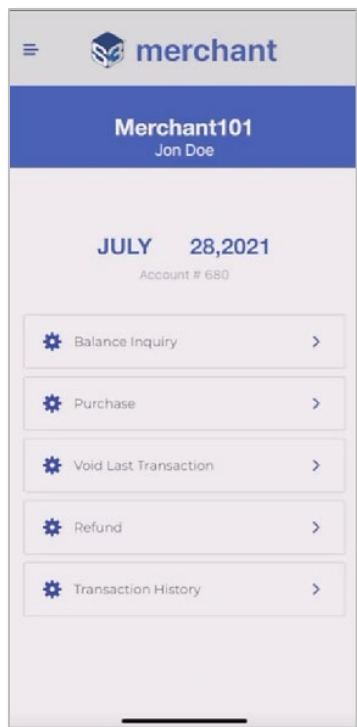 merchant
Merchant101
Jon Doe
JULY 28,2021
Account # 680
Balance Inquiry
Purchase
Void Last Transaction
Refund
Transaction History